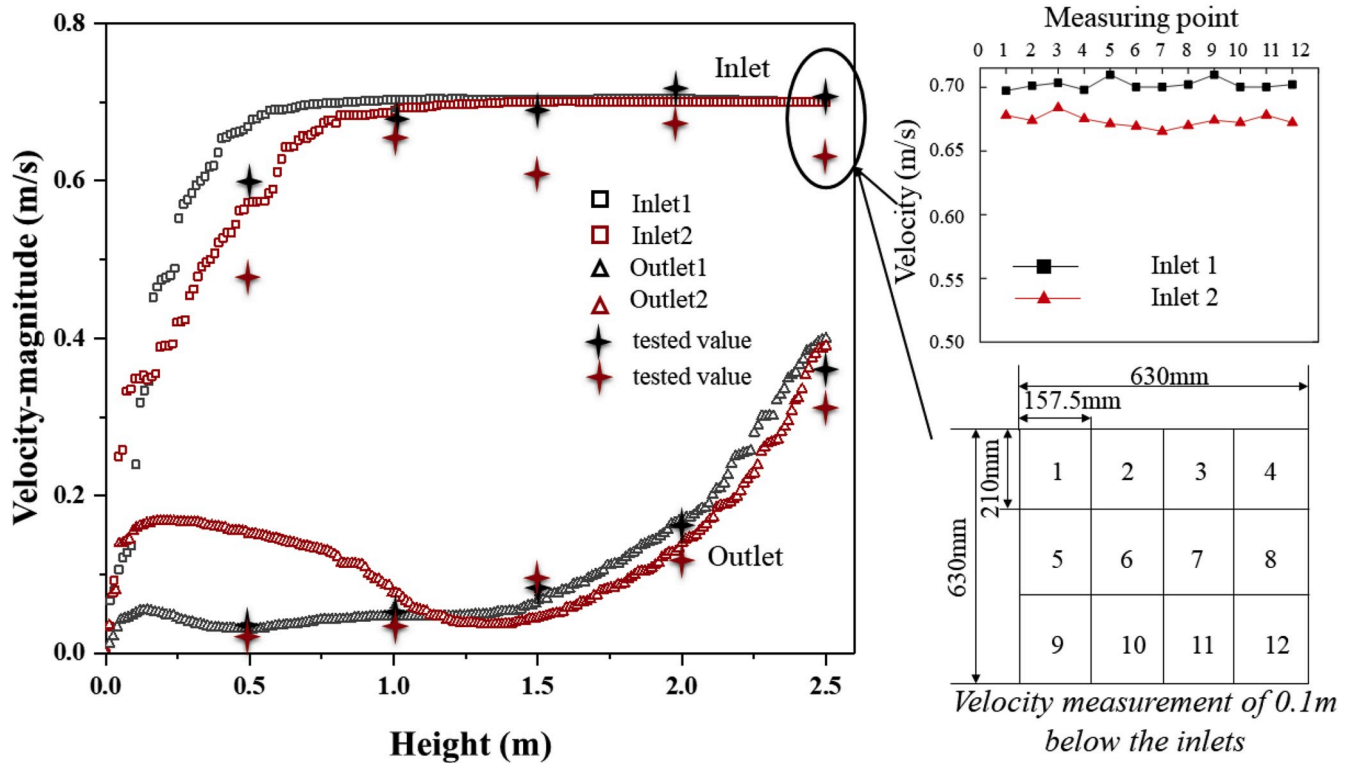 0.8
0.6
0.4
0.2
0.0
Velocity-magnitude (m/s)
0.0 0.5 1.0 1.5 2.0 2.5
Height (m)
Inlet
Inlet1
Inlet2
Outlet1
Outlet2
tested value
tested value
Outlet
Measuring point
0 1 2 3 4 5 6 7 8 9 10 11 12
0.70
0.65
0.60
0.55
0.50
Velocity (m/s)
Inlet 1
Inlet 2
630mm
157.5mm
210mm
630mm
1 2 3 4
5 6 7 8
9 10 11 12
Velocity measurement of 0.1m
below the inlets